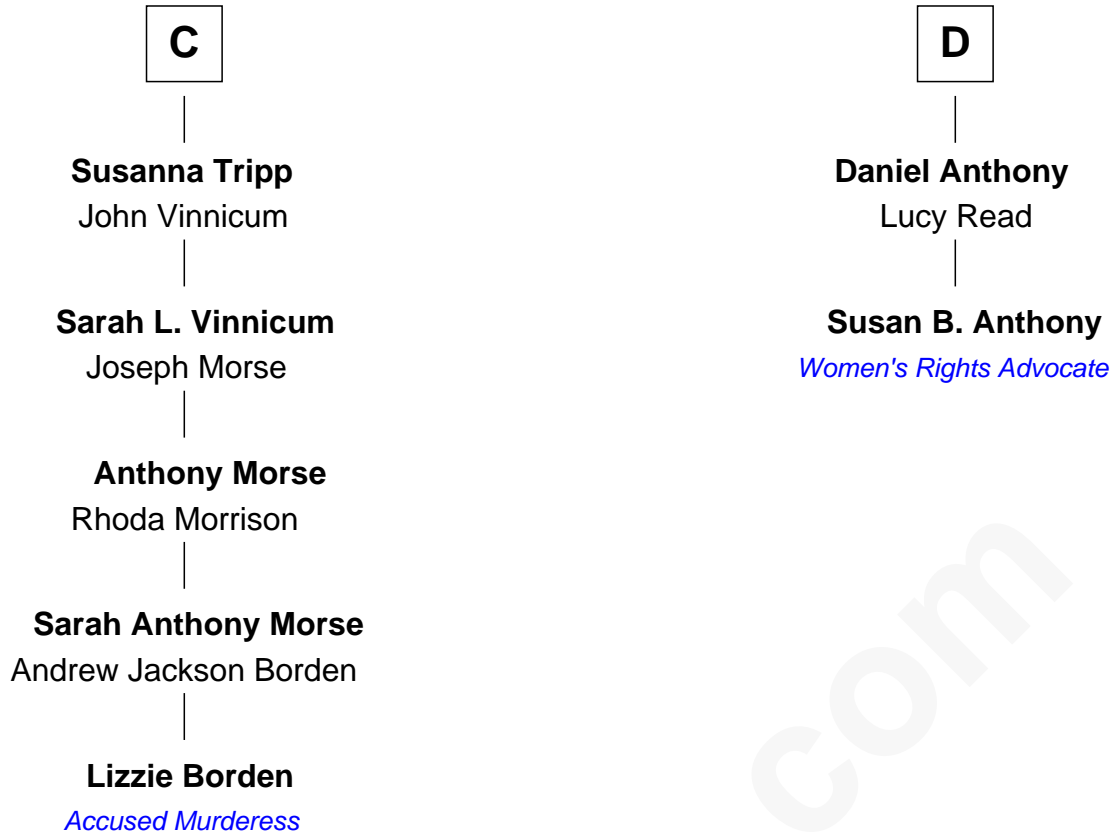 C
Susanna Tripp
John Vinnicum
Sarah L. Vinnicum
Joseph Morse
Anthony Morse
Rhoda Morrison
Sarah Anthony Morse
Andrew Jackson Borden
Lizzie Borden
Accused Murderess
D
Daniel Anthony
Lucy Read
Susan B. Anthony
Women's Rights Advocate
com